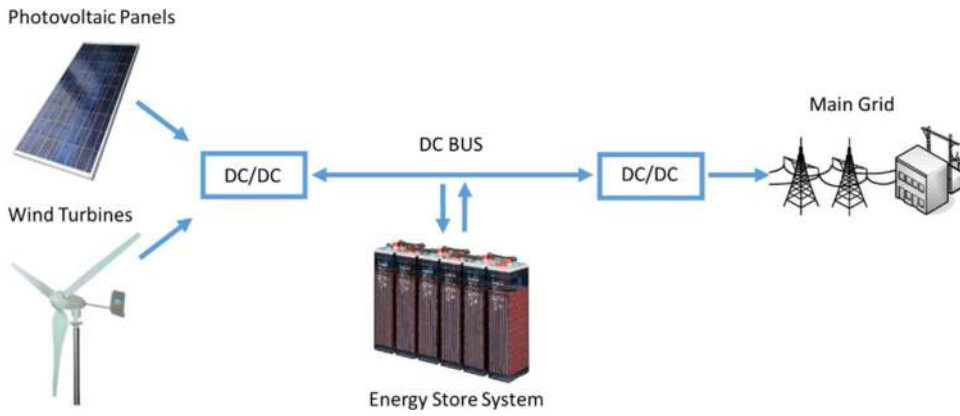 Photovoltaic Panels
Main Grid
DC BUS
DC/DC
DC/DC
Wind Turbines
Energy Store System